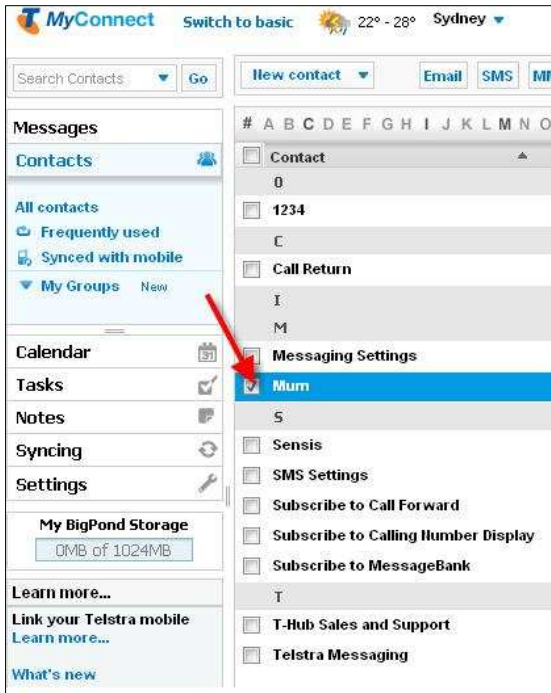 MyConnect Switch to basic 22° - 28° Sydney
Search Contacts Go
New contact Email SMS MM
Messages
Contacts
All contacts
Frequently used
Synced with mobile
My Groups New
Calendar 31
Tasks
Notes
Syncing
Settings
My BigPond Storage
0MB of 1024MB
Learn more...
Link your Telstra mobile
Learn more...
What's new
# A B C D E F G H I J K L M N O
Contact
0
1234
C
Call Return
I
M
Messaging Settings
Mum
S
Sensis
SMS Settings
Subscribe to Call Forward
Subscribe to Calling Number Display
Subscribe to MessageBank
T
T-Hub Sales and Support
Telstra Messaging